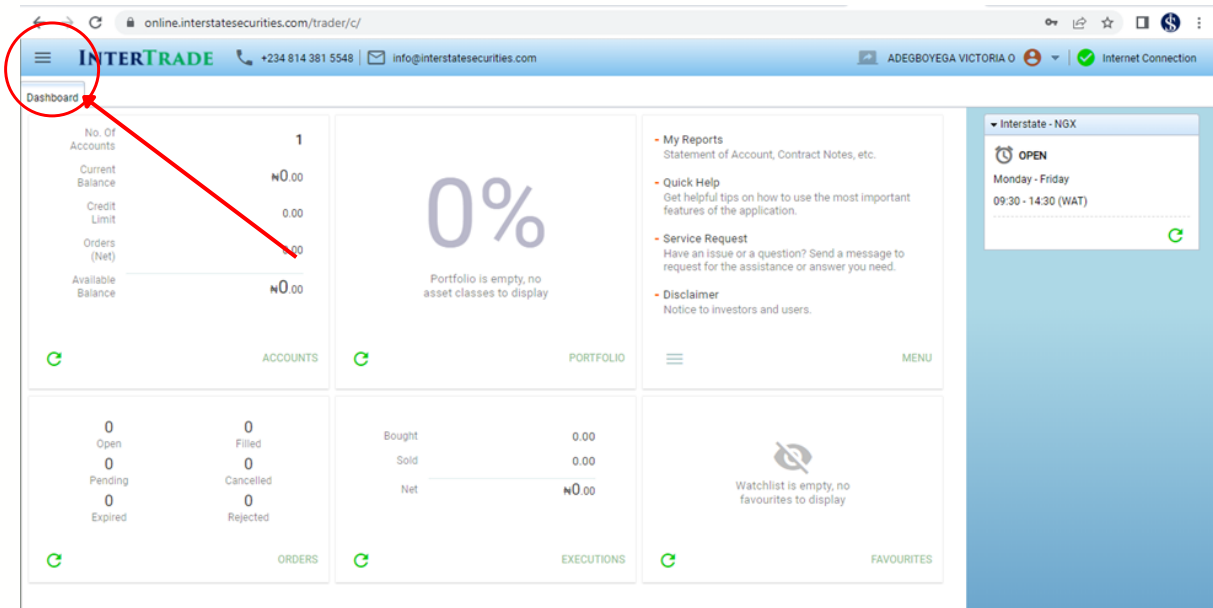 online.interstatesecurities.com/trader/c/
INTERTRADE +234 814 381 5548 info@interstatesecurities.com ADEGBOYEGA VICTORIA O Internet Connection
Dashboard
No. Of
Accounts 1
Current
Balance ₦0.00
Credit
Limit 0.00
Orders
(Net) 0.00
Available
Balance ₦0.00
ACCOUNTS
0%
Portfolio is empty, no
asset classes to display
PORTFOLIO
- My Reports
Statement of Account, Contract Notes, etc.
- Quick Help
Get helpful tips on how to use the most important
features of the application.
- Service Request
Have an issue or a question? Send a message to
request for the assistance or answer you need.
- Disclaimer
Notice to investors and users.
MENU
Interstate - NGX
OPEN
Monday - Friday
09:30 - 14:30 (WAT)
0 0
Open Filled
0 0
Pending Cancelled
0 0
Expired Rejected
ORDERS
Bought 0.00
Sold 0.00
Net ₦0.00
EXECUTIONS
Watchlist is empty, no
favourites to display
FAVOURITES